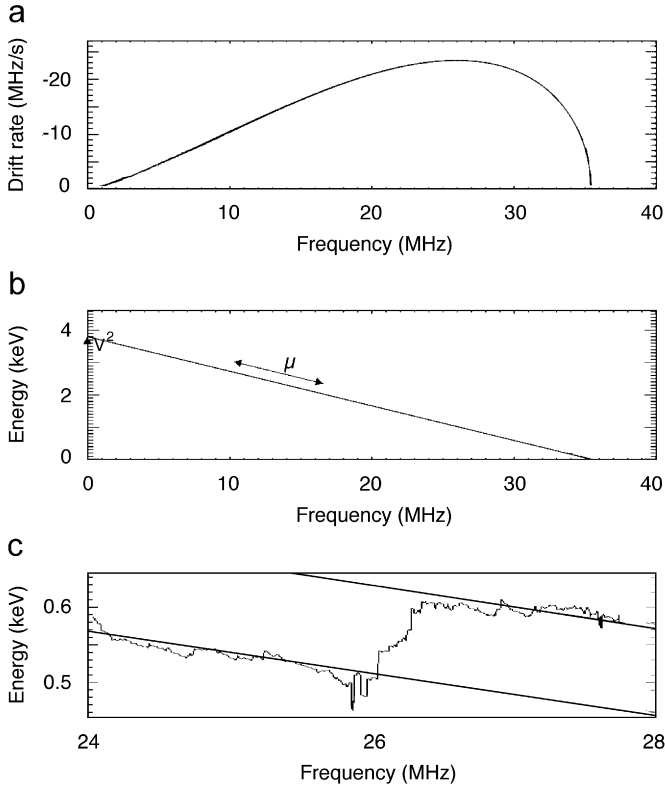 a
Drift rate (MHz/s)
-20
-10
0
0 10 20 30 40
Frequency (MHz)
b
Energy (keV)
4
2
0
V²
μ
0 10 20 30 40
Frequency (MHz)
c
Energy (keV)
0.6
0.5
24 26 28
Frequency (MHz)